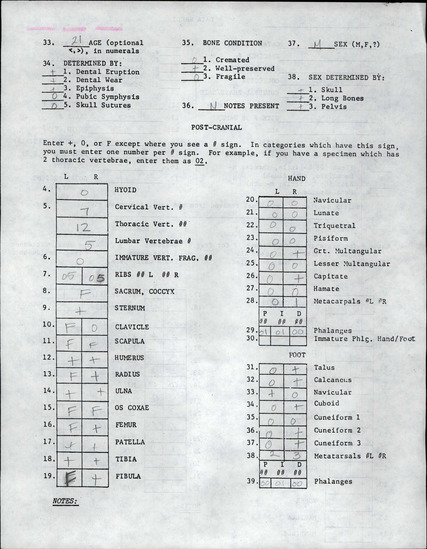 33. 21 AGE (optional
<,>), in numerals
34. DETERMINED BY:
+ 1. Dental Eruption
+ 2. Dental Wear
+ 3. Epiphysis
0 4. Pubic Symphysis
0 5. Skull Sutures
35. BONE CONDITION
0 1. Cremated
+ 2. Well-preserved
0 3. Fragile
36. N NOTES PRESENT
37. M SEX (M,F,?)
38. SEX DETERMINED BY:
+ 1. Skull
2. Long Bones
+ 3. Pelvis
POST-CRANIAL
Enter +, 0, or F except where you see a # sign. In categories which have this sign,
you must enter one number per # sign. For example, if you have a specimen which has
2 thoracic vertebrae, enter them as 02.
L R
4. 0 HYOID
5. 7 Cervical Vert. #
12 Thoracic Vert. ##
5 Lumbar Vertebrae #
6. 0 IMMATURE VERT. FRAG. ##
7. 05 05 RIBS ## L ## R
8. F SACRUM, COCCYX
9. + STERNUM
10. F 0 CLAVICLE
11. F F SCAPULA
12. + + HUMERUS
13. F + RADIUS
14. + + ULNA
15. F F OS COXAE
16. F + FEMUR
17. + + PATELLA
18. + + TIBIA
19. F + FIBULA
NOTES:
HAND
L R
20. 0 0 Navicular
21. 0 0 Lunate
22. 0 0 Triquetral
23. 0 0 Pisiform
24. 0 + Grt. Multangular
25. 0 0 Lesser Multangular
26. 0 + Capitate
27. 0 0 Hamate
28. 0 1 Metacarpals #L #R
P I D
## ## ##
29. 01 01 00 Phalanges
30. Immature Phlg. Hand/Foot
FOOT
31. 0 + Talus
32. 0 + Calcaneus
33. + 0 Navicular
34. 0 + Cuboid
35. 0 0 Cuneiform 1
36. 0 + Cuneiform 2
37. 0 + Cuneiform 3
38. 2 3 Metatarsals #L #R
P I D
## ## ##
39. 00 01 00 Phalanges